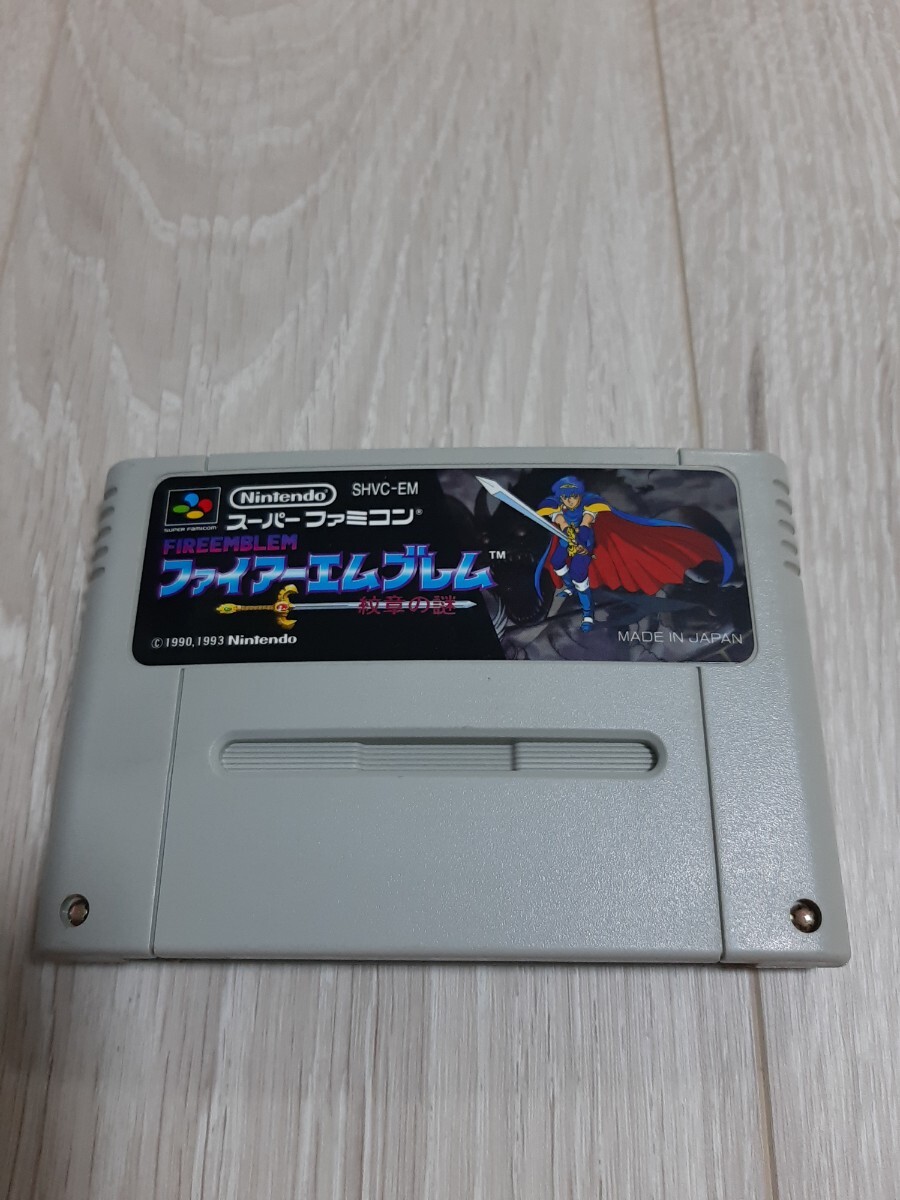 SUPER FAMICOM
Nintendo SHVC-EM
スーパーファミコン®
FIREEMBLEM
ファイアーエムブレム™
紋章の謎
©1990,1993 Nintendo
MADE IN JAPAN